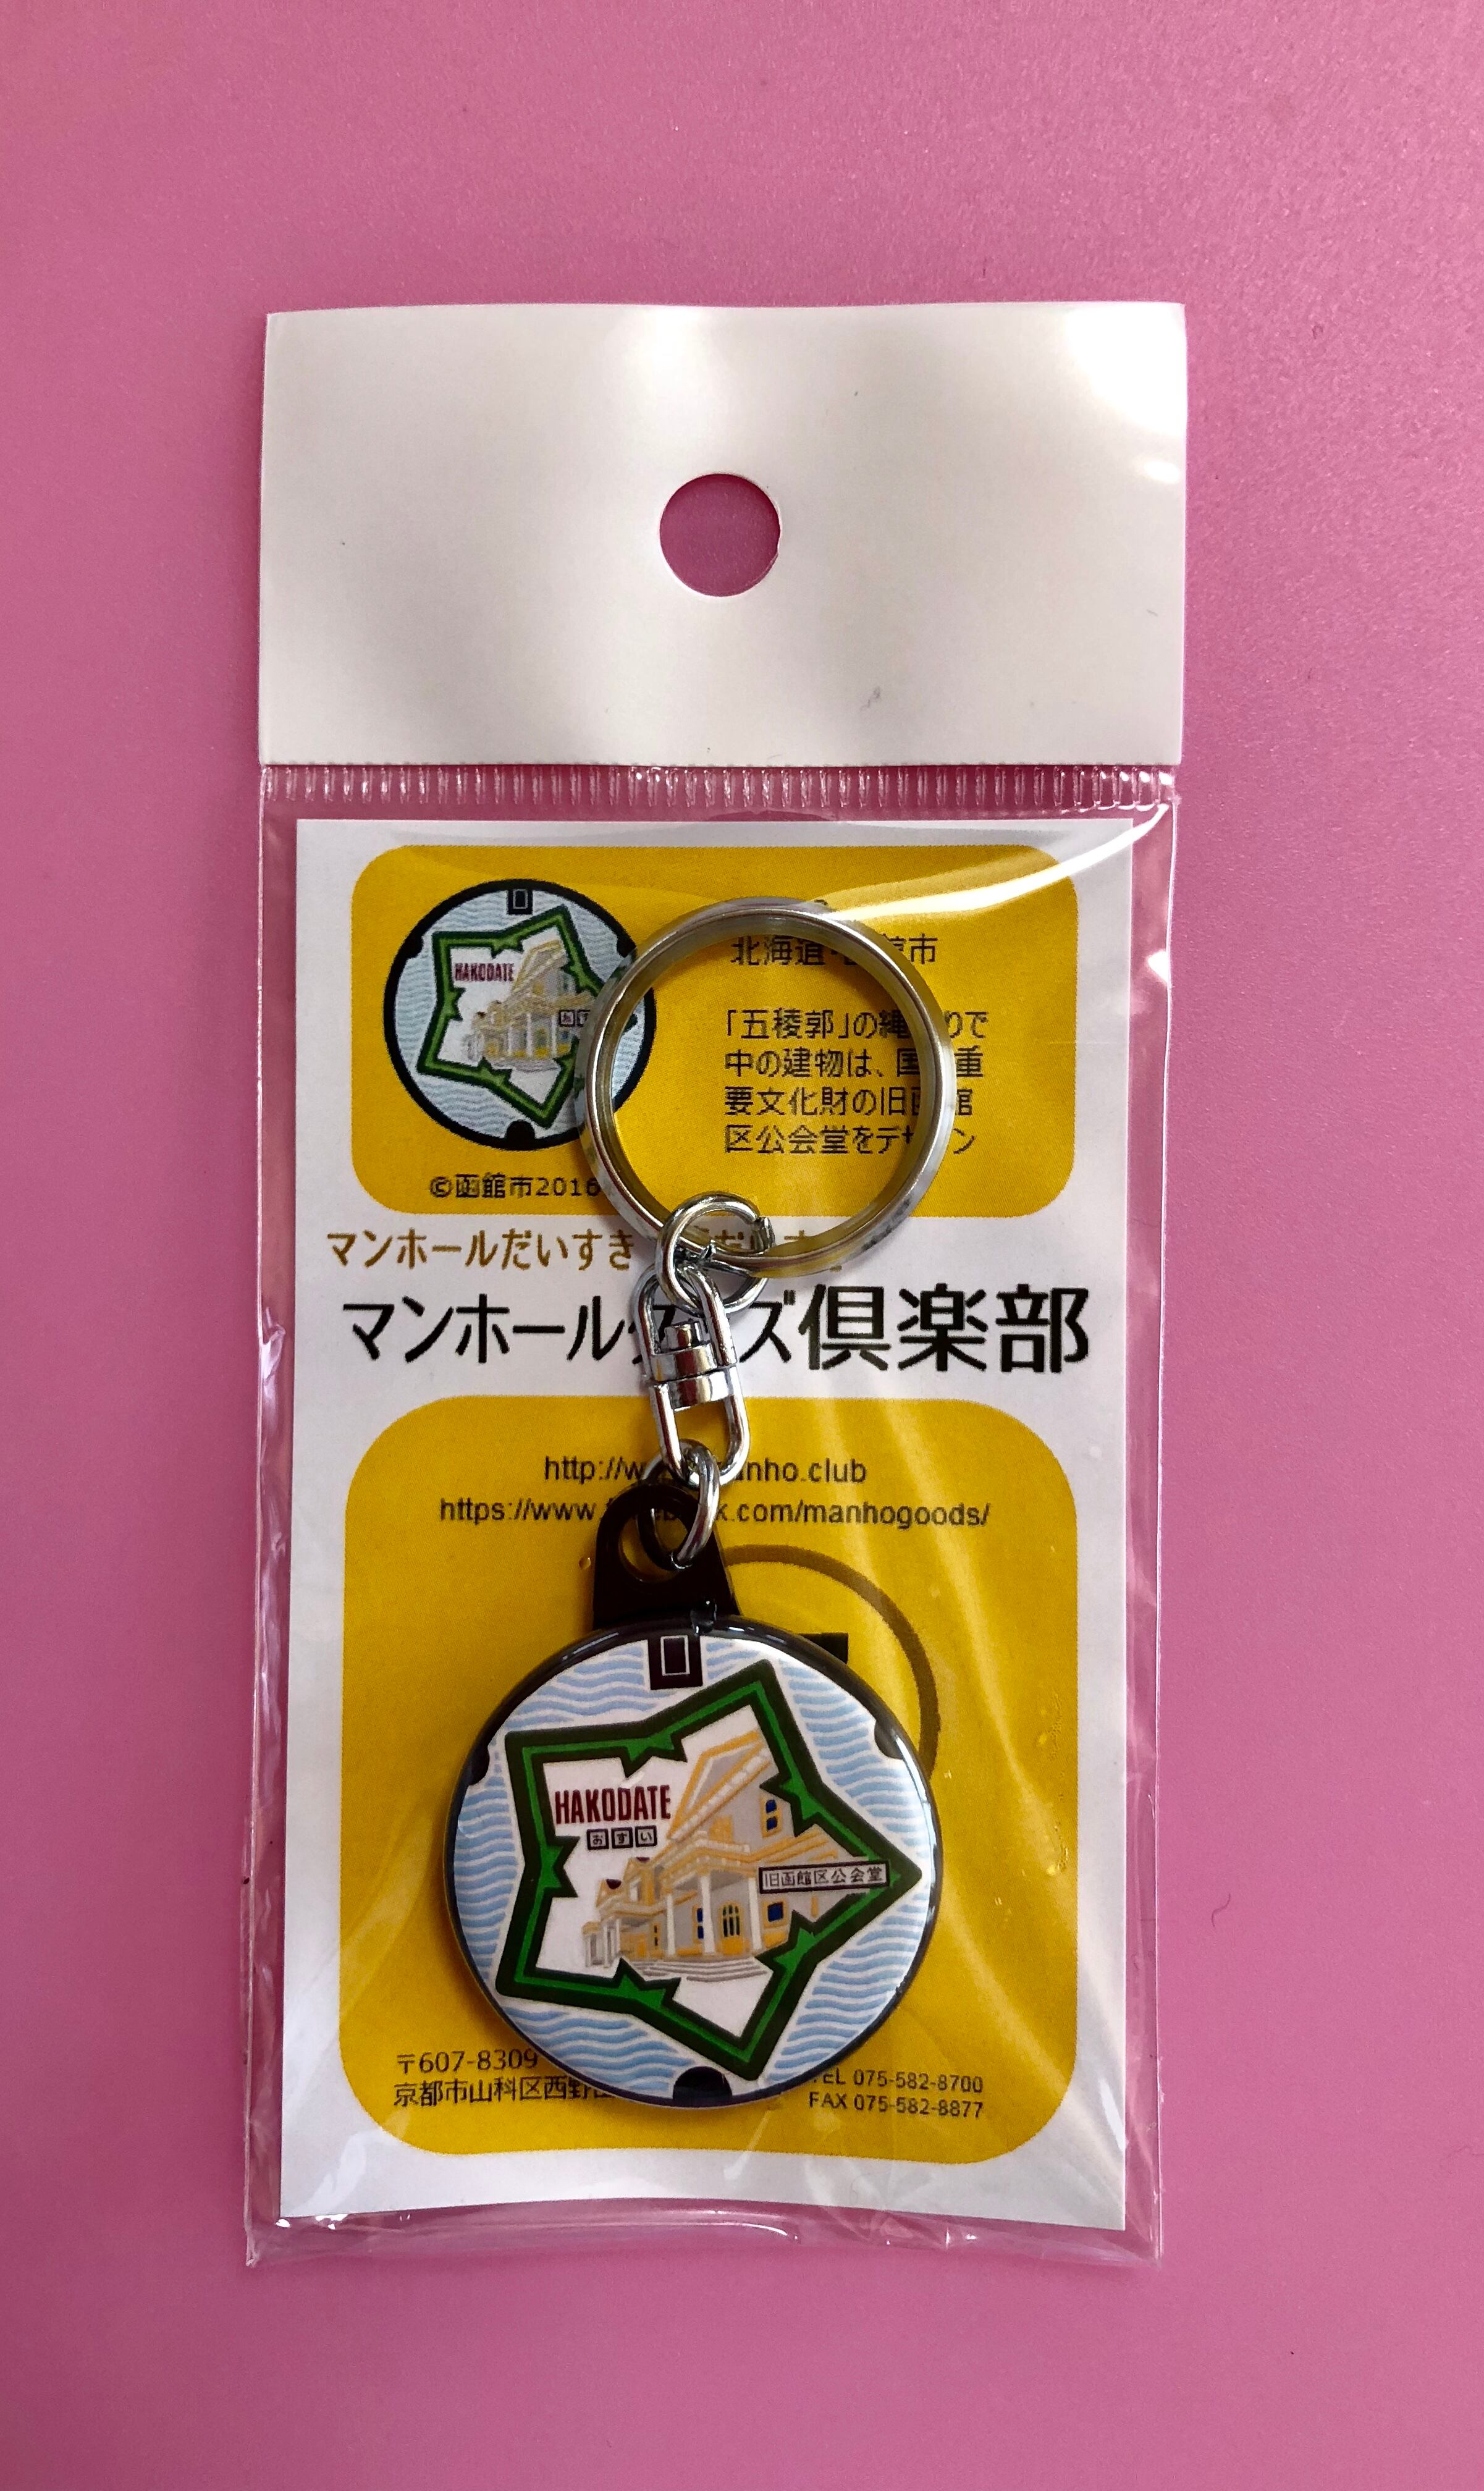 HAKODATE
北海道
市
「五稜郭」の縄 りで
中の建物は、国 重
要文化財の旧 館
区公会堂をデ ン
©函館市2016
マンホールだいすき
マンホール ズ倶楽部
http://w nho.club
https://www. k.com/manhogoods/
HAKODATE
おすい
旧函館区公会堂
〒607-8309
京都市山科区西野
TEL 075-582-8700
FAX 075-582-8877